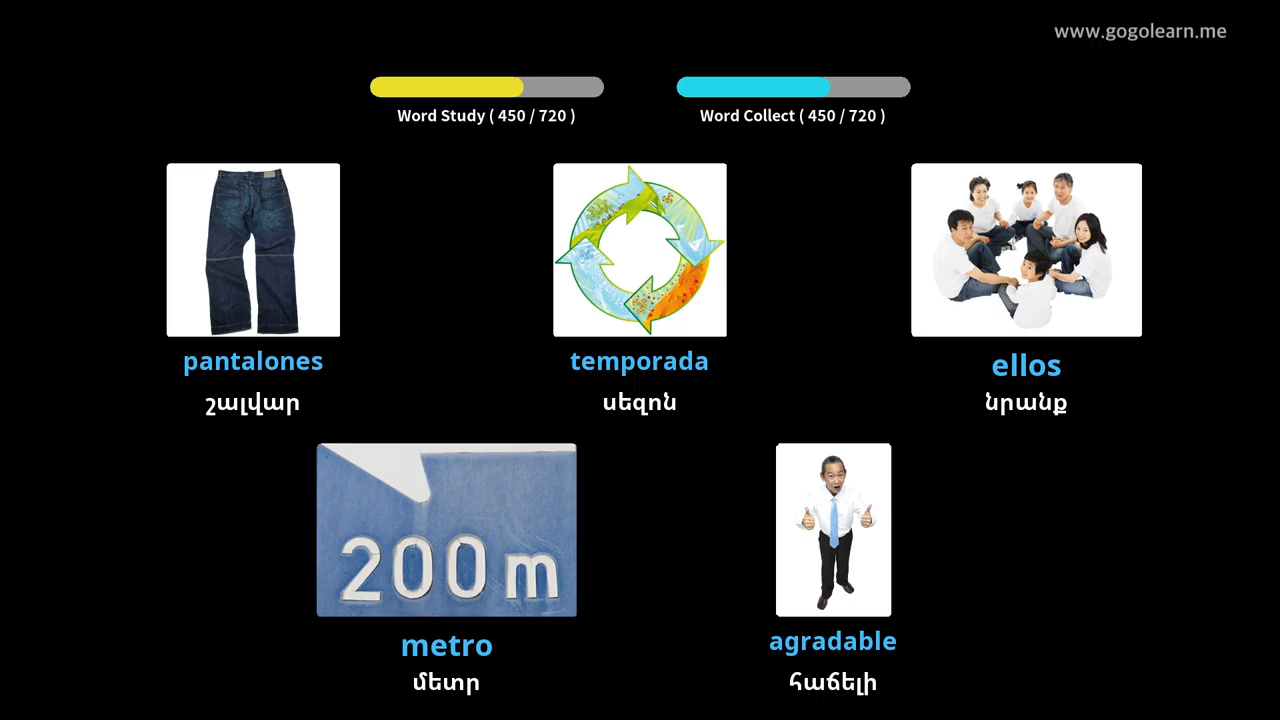 www.gogolearn.me
Word Study ( 450 / 720 )
Word Collect ( 450 / 720 )
pantalones
temporada
ellos
շալվար
սեզոն
նրանք
200 m
metro
agradable
մետր
հաճելի